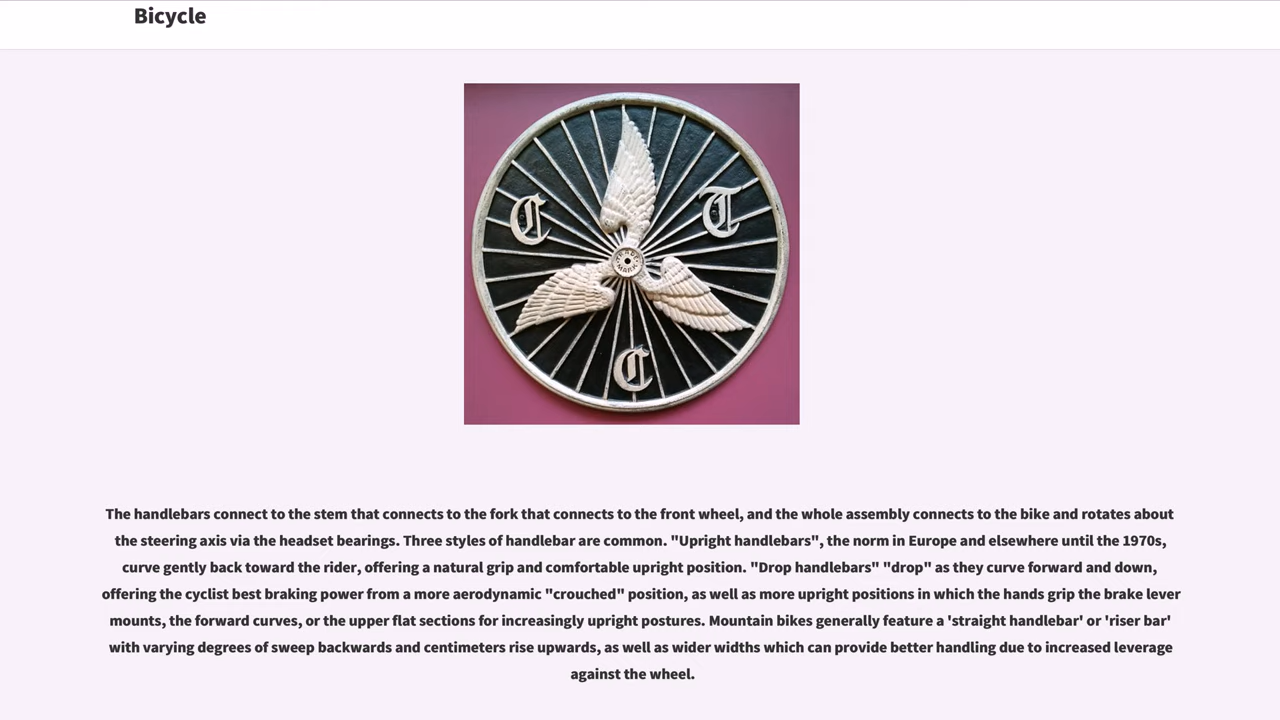 Bicycle
C
T
TRADE
MARK
C
The handlebars connect to the stem that connects to the fork that connects to the front wheel, and the whole assembly connects to the bike and rotates about
the steering axis via the headset bearings. Three styles of handlebar are common. "Upright handlebars", the norm in Europe and elsewhere until the 1970s,
curve gently back toward the rider, offering a natural grip and comfortable upright position. "Drop handlebars" "drop" as they curve forward and down,
offering the cyclist best braking power from a more aerodynamic "crouched" position, as well as more upright positions in which the hands grip the brake lever
mounts, the forward curves, or the upper flat sections for increasingly upright postures. Mountain bikes generally feature a 'straight handlebar' or 'riser bar'
with varying degrees of sweep backwards and centimeters rise upwards, as well as wider widths which can provide better handling due to increased leverage
against the wheel.